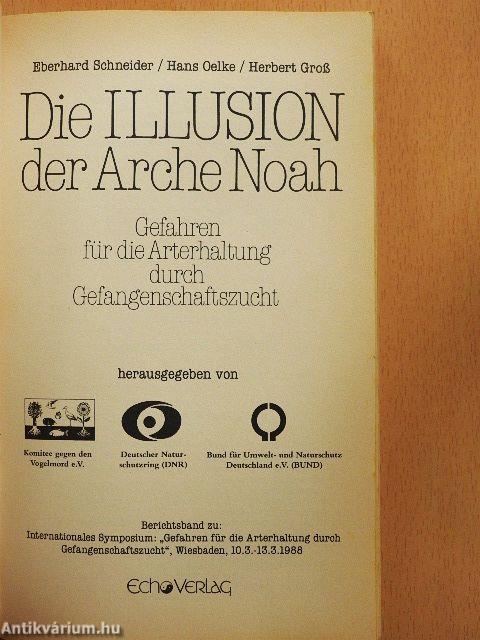 Eberhard Schneider / Hans Oelke / Herbert Groß
Die ILLUSION
der Arche Noah
Gefahren
für die Arterhaltung
durch
Gefangenschaftszucht
herausgegeben von
Komitee gegen den
Vogelmord e.V.
Deutscher Natur-
schutzring (DNR)
Bund für Umwelt- und Naturschutz
Deutschland e.V. (BUND)
Berichtsband zu:
Internationales Symposium: „Gefahren für die Arterhaltung durch
Gefangenschaftszucht“, Wiesbaden, 10.3.-13.3.1988
Echo VERLAG
Antikvárium.hu